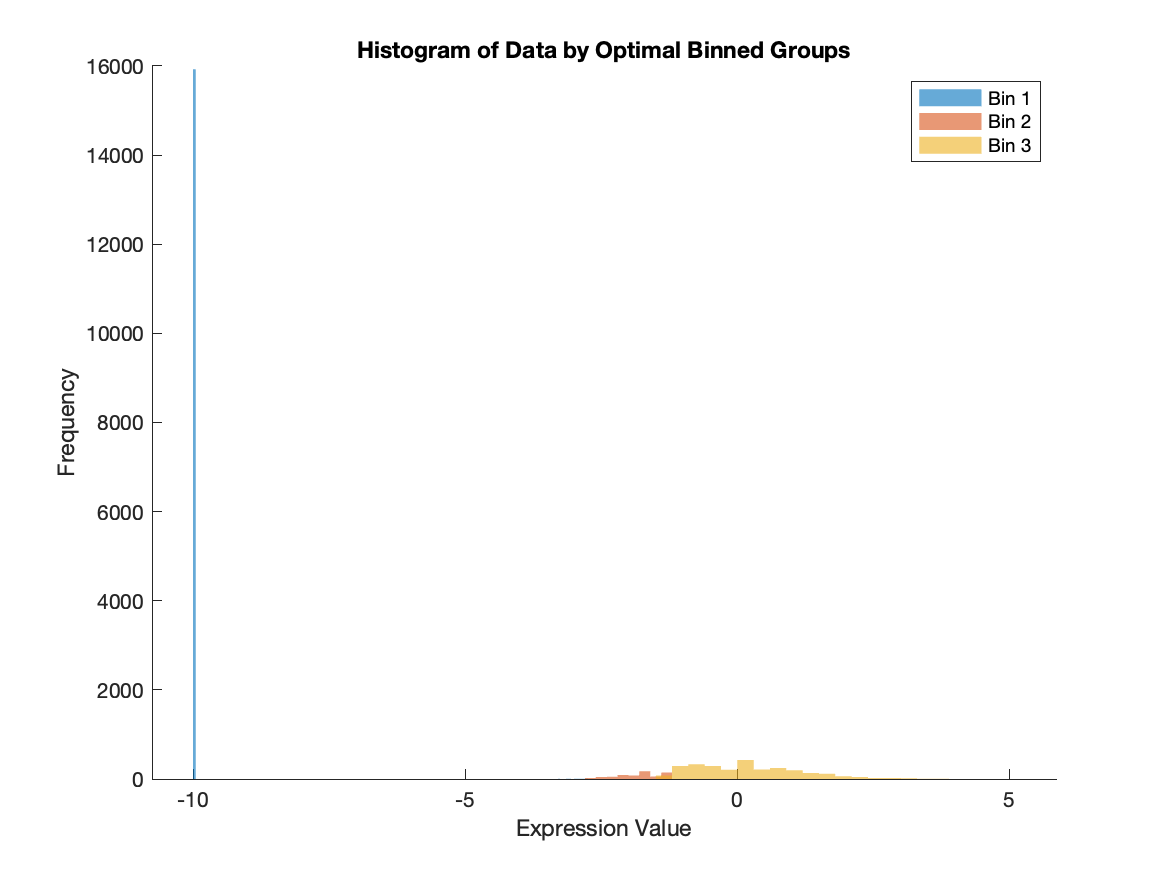 Histogram of Data by Optimal Binned Groups
16000
14000
12000
10000
8000
6000
4000
2000
0
Frequency
Bin 1
Bin 2
Bin 3
-10
-5
0
5
Expression Value